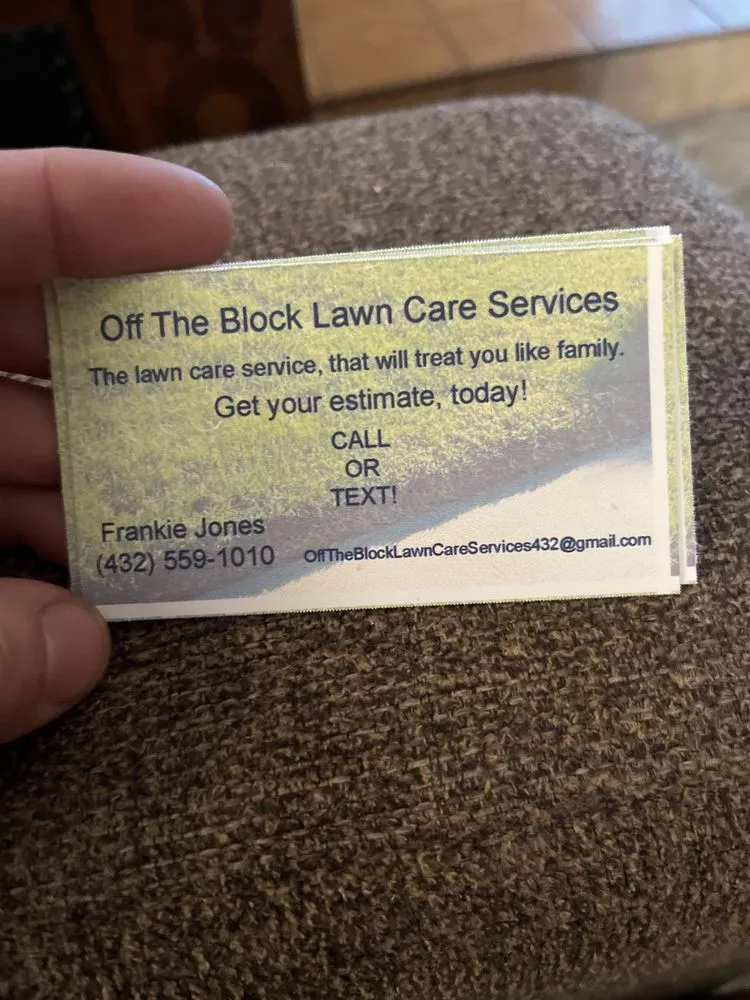 Off The Block Lawn Care Services
The lawn care service, that will treat you like family.
Get your estimate, today!
CALL
OR
TEXT!
Frankie Jones
(432) 559-1010
OffTheBlockLawnCareServices432@gmail.com